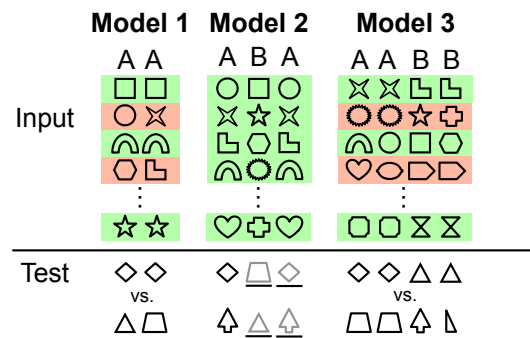 Model 1 Model 2 Model 3
A A A B A A A B B
Input
Test
vs. vs.